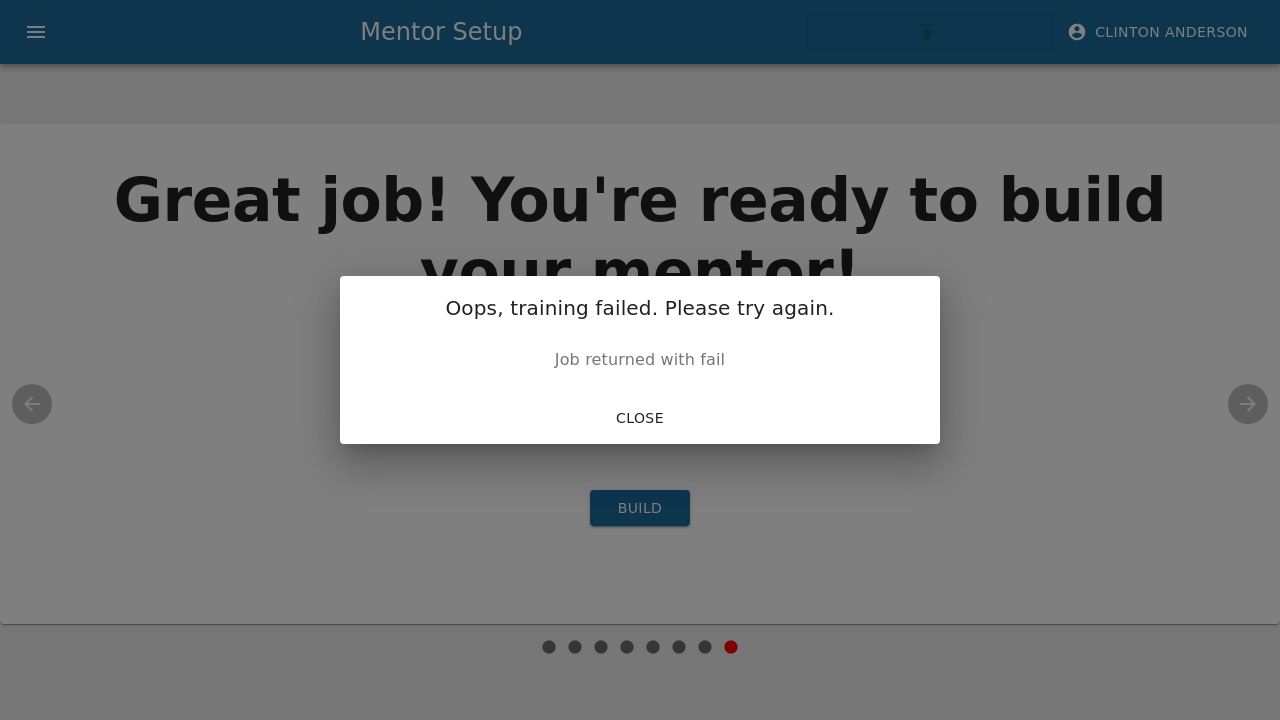 Mentor Setup
CLINTON ANDERSON
Great job! You're ready to build
your mentor!
Oops, training failed. Please try again.
Job returned with fail
CLOSE
BUILD